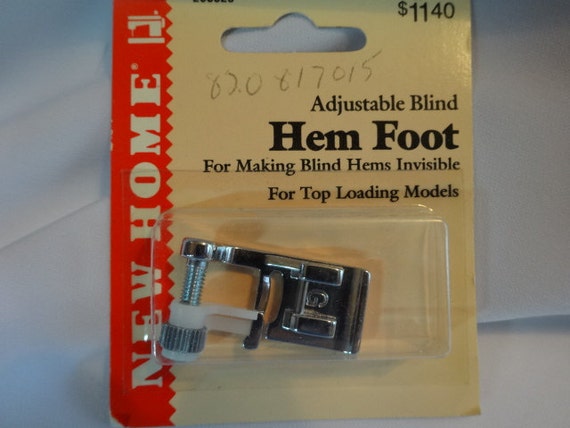 $1140
820 817015
Adjustable Blind
Hem Foot
For Making Blind Hems Invisible
For Top Loading Models
NEW HOME
G